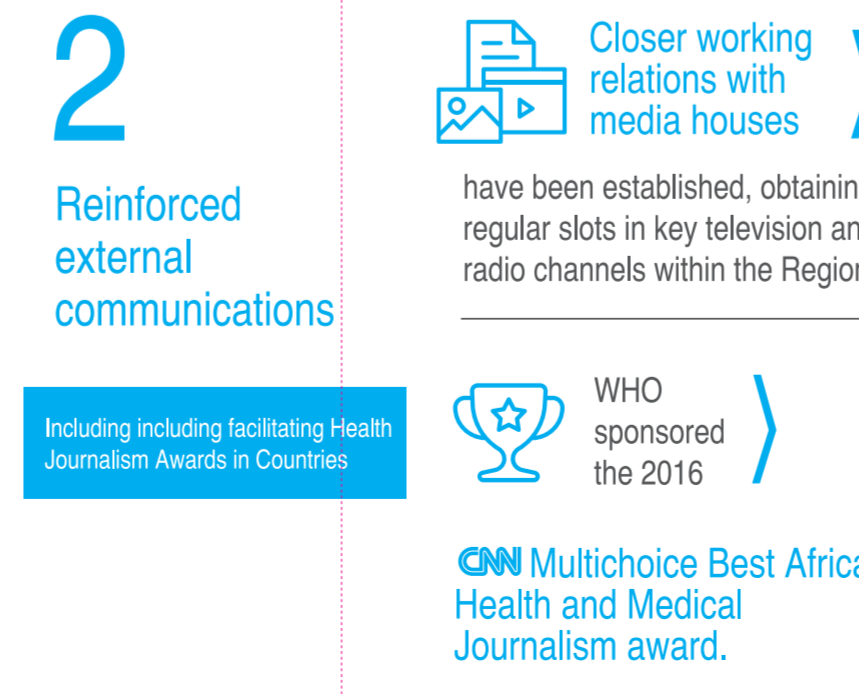 2
Reinforced
external
communications
Including including facilitating Health
Journalism Awards in Countries
Closer working
relations with
media houses
have been established, obtainin
regular slots in key television an
radio channels within the Region
WHO
sponsored
the 2016
CNN Multichoice Best Africa
Health and Medical
Journalism award.